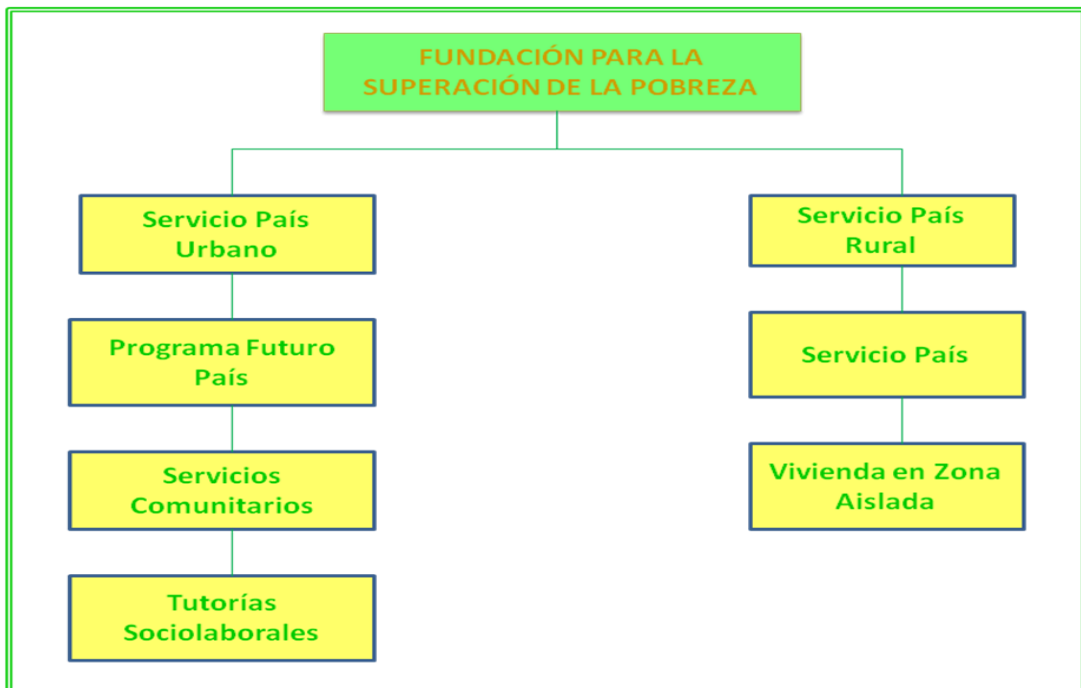 FUNDACIÓN PARA LA
SUPERACIÓN DE LA POBREZA
Servicio País
Urbano
Programa Futuro
País
Servicios
Comunitarios
Tutorías
Sociolaborales
Servicio País
Rural
Servicio País
Vivienda en Zona
Aislada